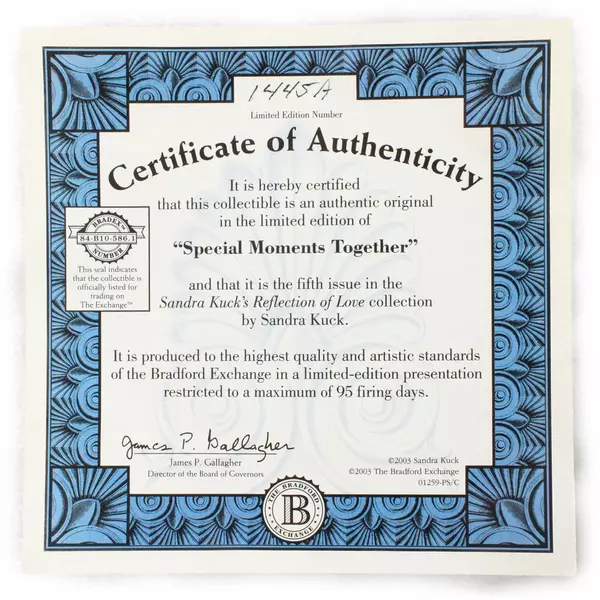 1445A
Limited Edition Number
Certificate of Authenticity
It is hereby certified
that this collectible is an authentic original
in the limited edition of
“Special Moments Together”
BRADEX™
84-B10-586.1
NUMBER
This seal indicates
that the collectible is
officially listed for
trading on
The Exchange™
and that it is the fifth issue in the
Sandra Kuck's Reflection of Love collection
by Sandra Kuck.
It is produced to the highest quality and artistic standards
of the Bradford Exchange in a limited-edition presentation
restricted to a maximum of 95 firing days.
James P. Gallagher
James P. Gallagher
Director of the Board of Governors
©2003 Sandra Kuck
©2003 The Bradford Exchange
01259-PS/C
THE BRADFORD
B
EXCHANGE